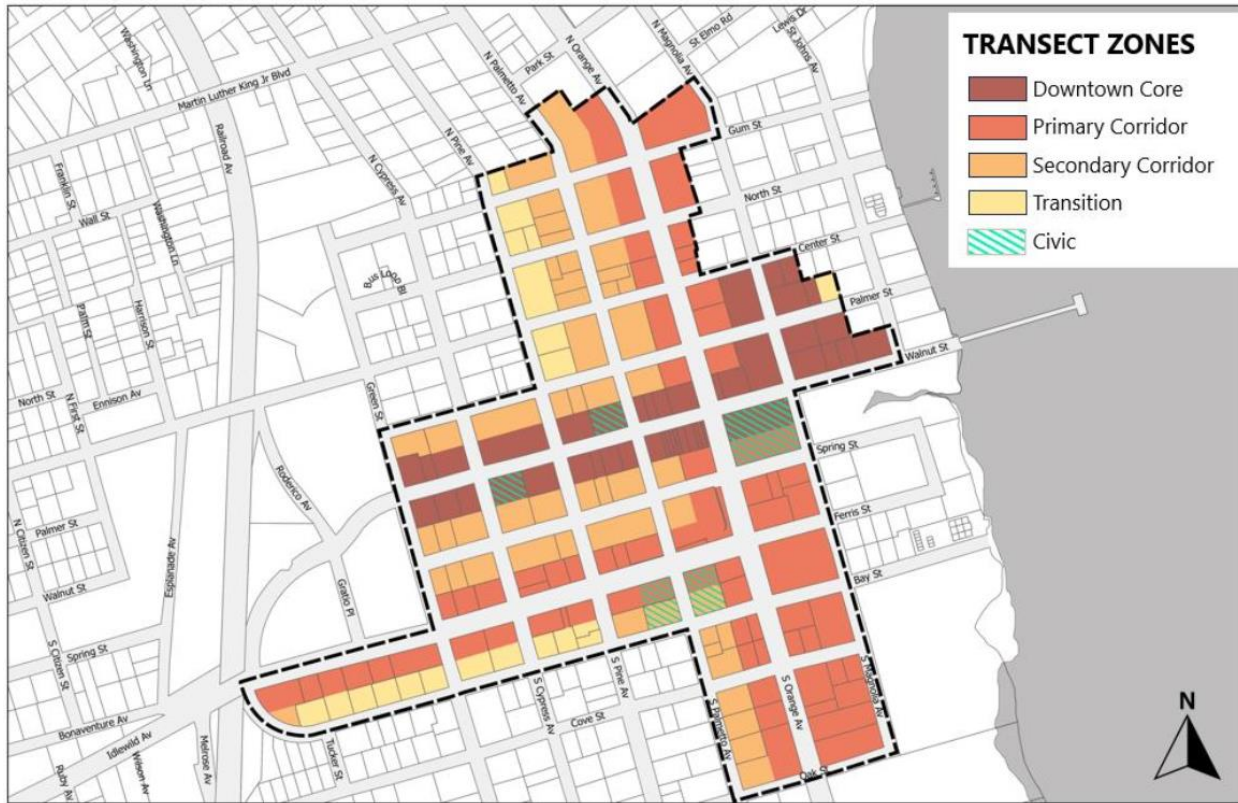 TRANSECT ZONES
Downtown Core
Primary Corridor
Secondary Corridor
Transition
Civic
Washington Ln
Martin Luther King Jr Blvd
Railroad Av
N Palmetto Av
Park St
N Orange Av
N Magnolia Av
St Elmo Rd
Lewis Dr
St Johns Av
Gum St
N Pine Av
N Cypress Av
Franklin St
Wall St
Washington Ln
North St
Center St
Palmer St
Walnut St
Bus Loop Bl
Palm St
Harrison St
North St
N First St
Ennison Av
Green St
Roderico Av
Spring St
Ferris St
Bay St
N Citizen St
Palmer St
Walnut St
Esplanade Av
Gratio Pl
S Citizen St
Spring St
Bonaventure Av
Idlewild Av
Ruby Av
Wilson Av
Melrose Av
Tucker St
S Cypress Av
S Pine Av
Cove St
S Palmetto Av
S Orange Av
S Magnolia Av
Oak St
N